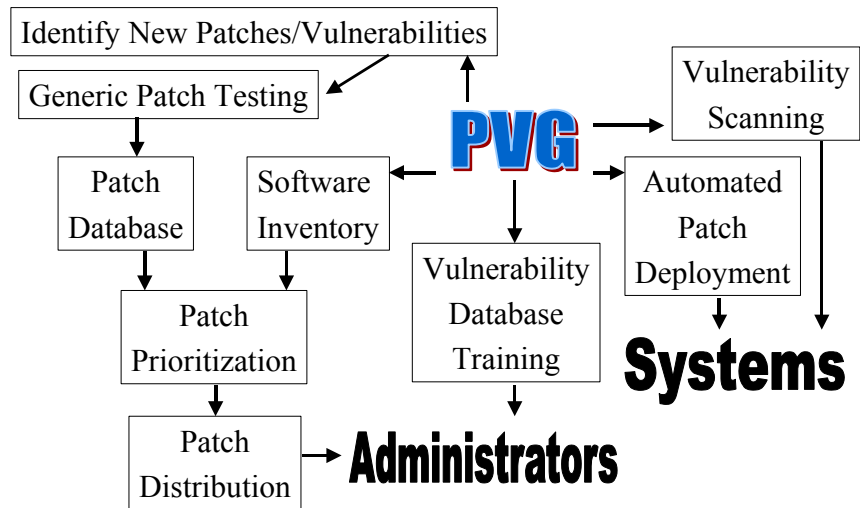 Identify New Patches/Vulnerabilities
Generic Patch Testing
Vulnerability
Scanning
PVG
Patch
Database
Software
Inventory
Automated
Patch
Deployment
Vulnerability
Database
Training
Patch
Prioritization
Systems
Patch
Distribution
Administrators